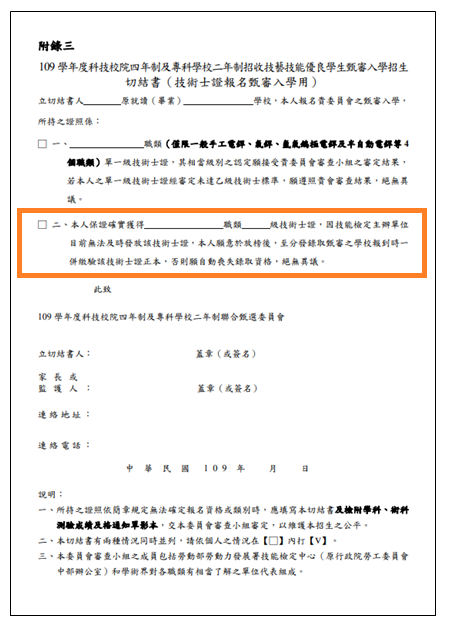 附錄三
109 學年度科技校院四年制及專科學校二年制招收技藝技能優良學生甄審入學招生
切結書（技術士證報名甄審入學用）
立切結書人________原就讀（畢業）________________學校，本人報名貴委員會之甄審入學，
所持之證照係：
□ 一、________________職類（僅限一般手工電銲、氣銲、氬氣鎢極電銲及半自動電銲等 4
個職類）單一級技術士證，其相當級別之認定願接受貴委員會審查小組之審定結果，
若本人之單一級技術士證經審定未達乙級技術士標準，願遵照貴會審查結果，絕無異
議。
□ 二、本人保證確實獲得________________職類______級技術士證，因技能檢定主辦單位
目前無法及時發放該技術士證，本人願意於放榜後，至分發錄取甄審之學校報到時一
併繳驗該技術士證正本，否則願自動喪失錄取資格，絕無異議。
此致
109 學年度科技校院四年制及專科學校二年制聯合甄選委員會
立切結書人： 蓋章（或簽名）
家長或
監護人： 蓋章（或簽名）
連絡地址：
連絡電話：
中華民國 109 年 月 日
說明：
一、所持之證照依簡章規定無法確定報名資格或類別時，應填寫本切結書及檢附學科、術科
測驗成績及格通知單影本，交本委員會審查小組審定，以維護本招生之公平。
二、本切結書有兩種情況同時並列，請依個人之情況在【□】內打【V】。
三、本委員會審查小組之成員包括勞動部勞動力發展署技能檢定中心（原行政院勞工委員會
中部辦公室）和學術界對各職類有相當了解之單位代表組成。